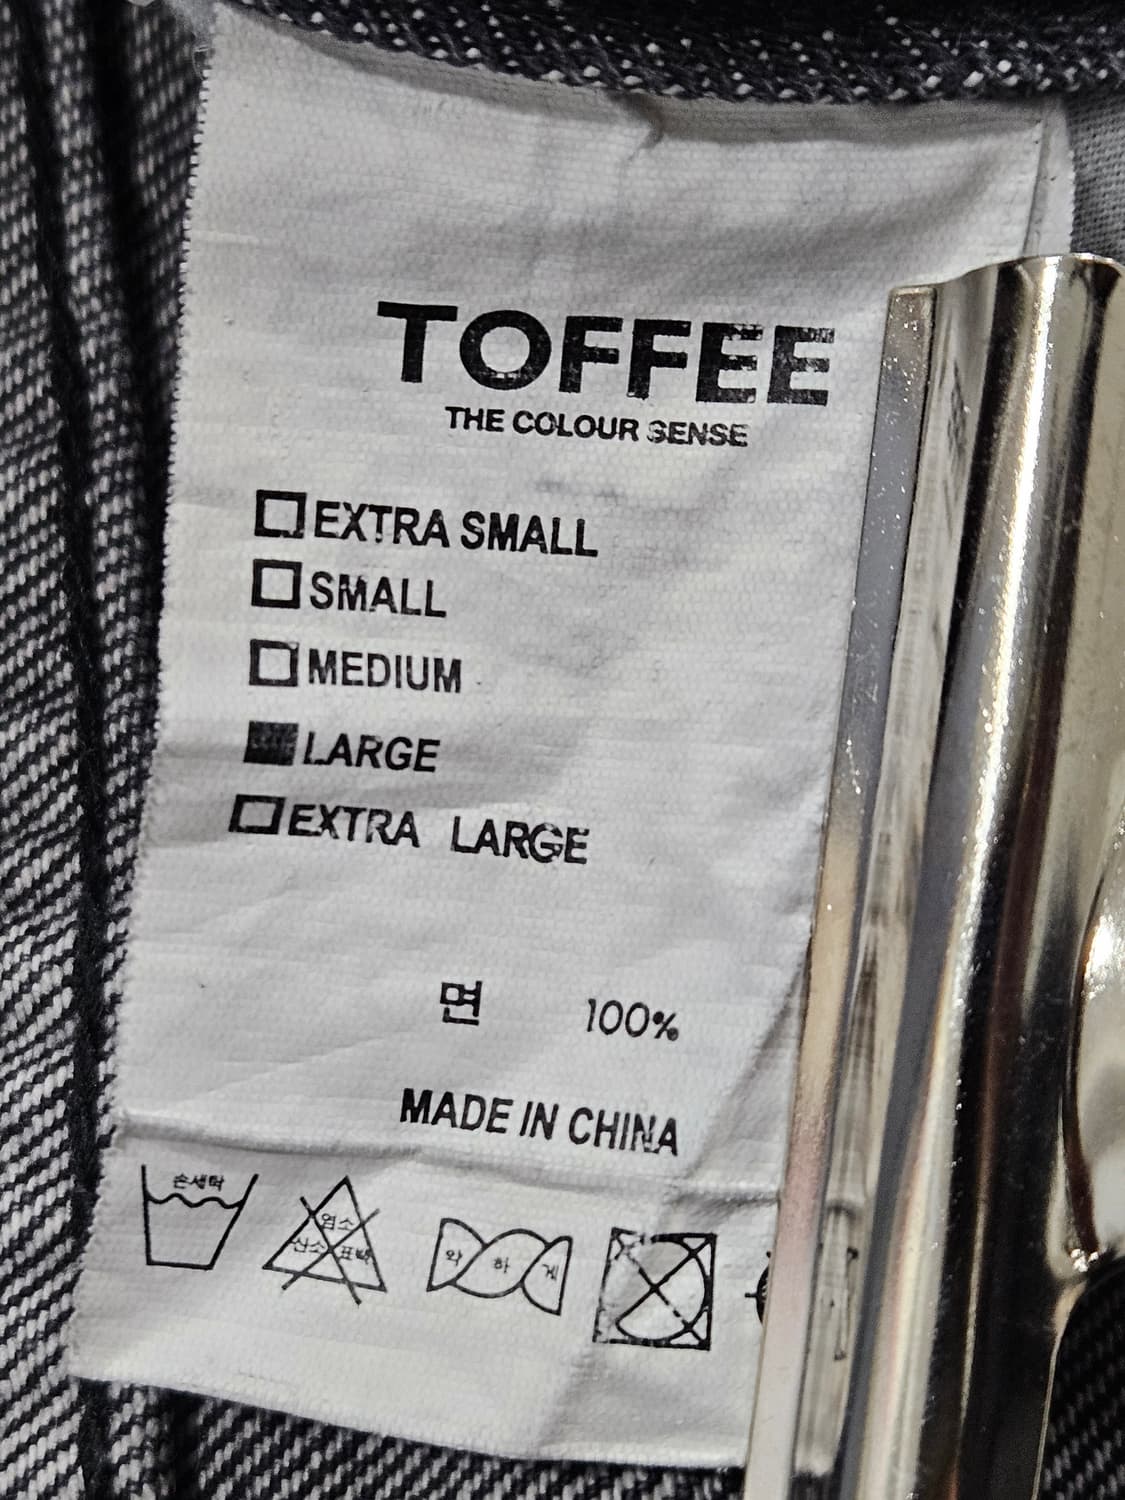 TOFFEE
THE COLOUR SENSE
EXTRA SMALL
SMALL
MEDIUM
LARGE
EXTRA LARGE
면 100%
MADE IN CHINA
손세탁
염소
산소 표백
약 하 게